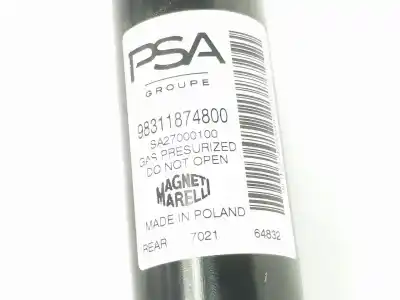 PSA
GROUPE
98311874800
SA27000100
GAS PRESURIZED
DO NOT OPEN
MAGNETI
MARELLI
MADE IN POLAND
REAR 7021 64832